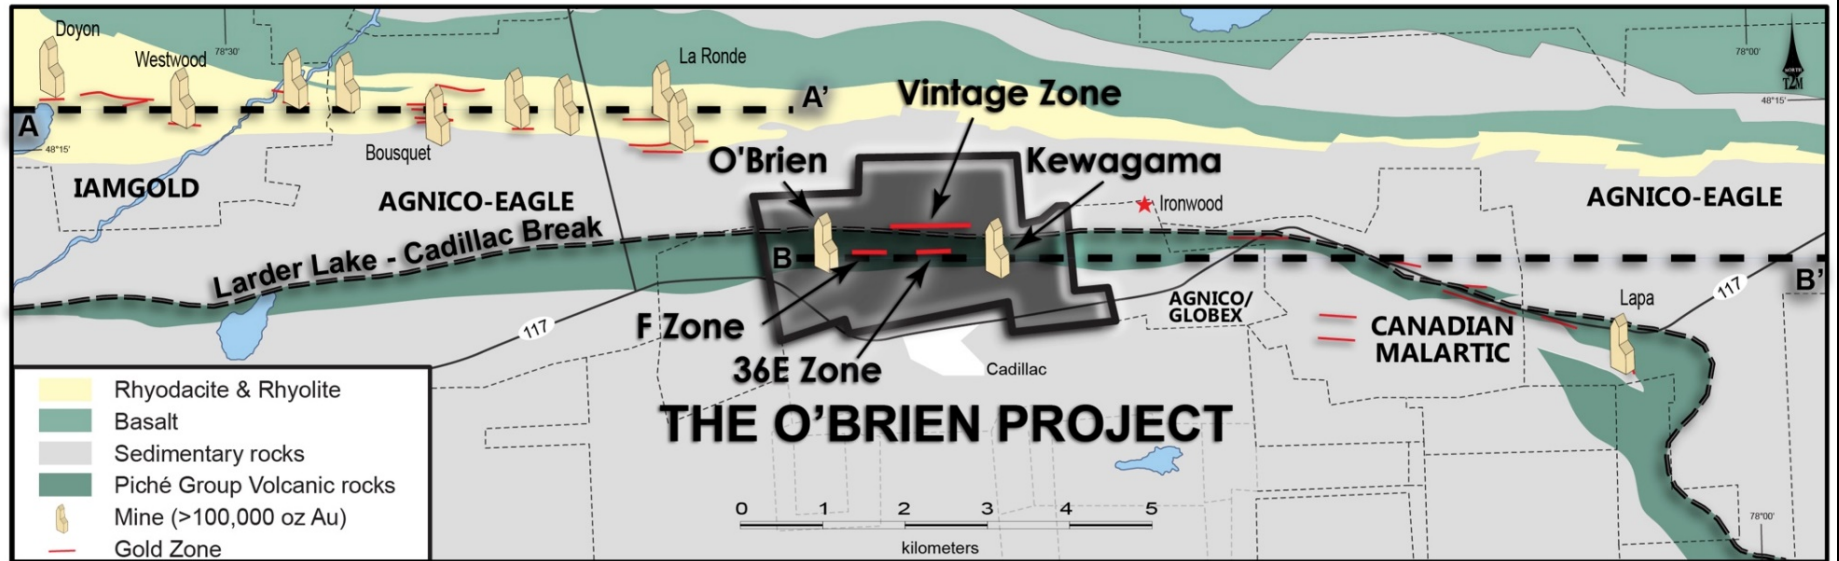 Doyon
Westwood
78°30'
La Ronde
78°00'
NORTH
48°15'
A'
Vintage Zone
A
48°15'
Bousquet
O'Brien
Kewagama
IAMGOLD
AGNICO-EAGLE
Ironwood
AGNICO-EAGLE
Larder Lake - Cadillac Break
B
B'
117
AGNICO/
GLOBEX
Lapa
117
F Zone
CANADIAN
MALARTIC
36E Zone
Cadillac
THE O'BRIEN PROJECT
Rhyodacite & Rhyolite
Basalt
Sedimentary rocks
Piché Group Volcanic rocks
Mine (>100,000 oz Au)
Gold Zone
0 1 2 3 4 5
kilometers
78°00'